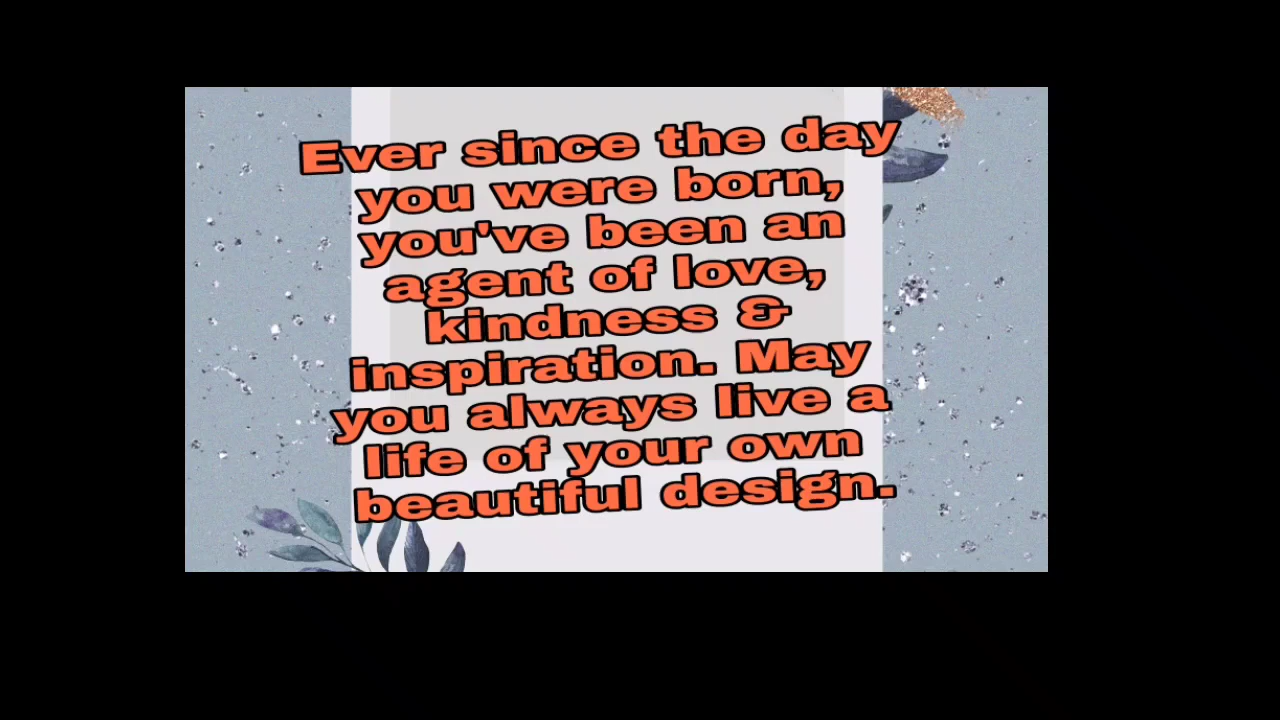 Ever since the day
you were born,
you've been an
agent of love,
kindness &
inspiration. May
you always live a
life of your own
beautiful design.